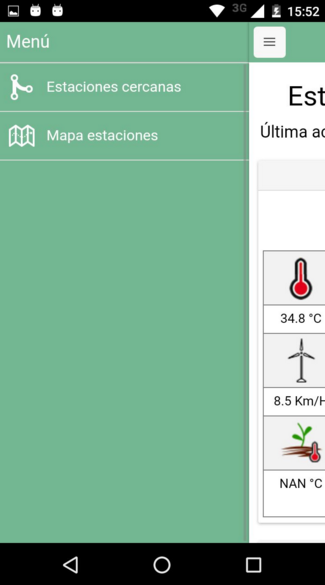 3G 15:52
Menú
Estaciones cercanas
Mapa estaciones
Est
Última ac
34.8 °C
8.5 Km/H
NAN °C